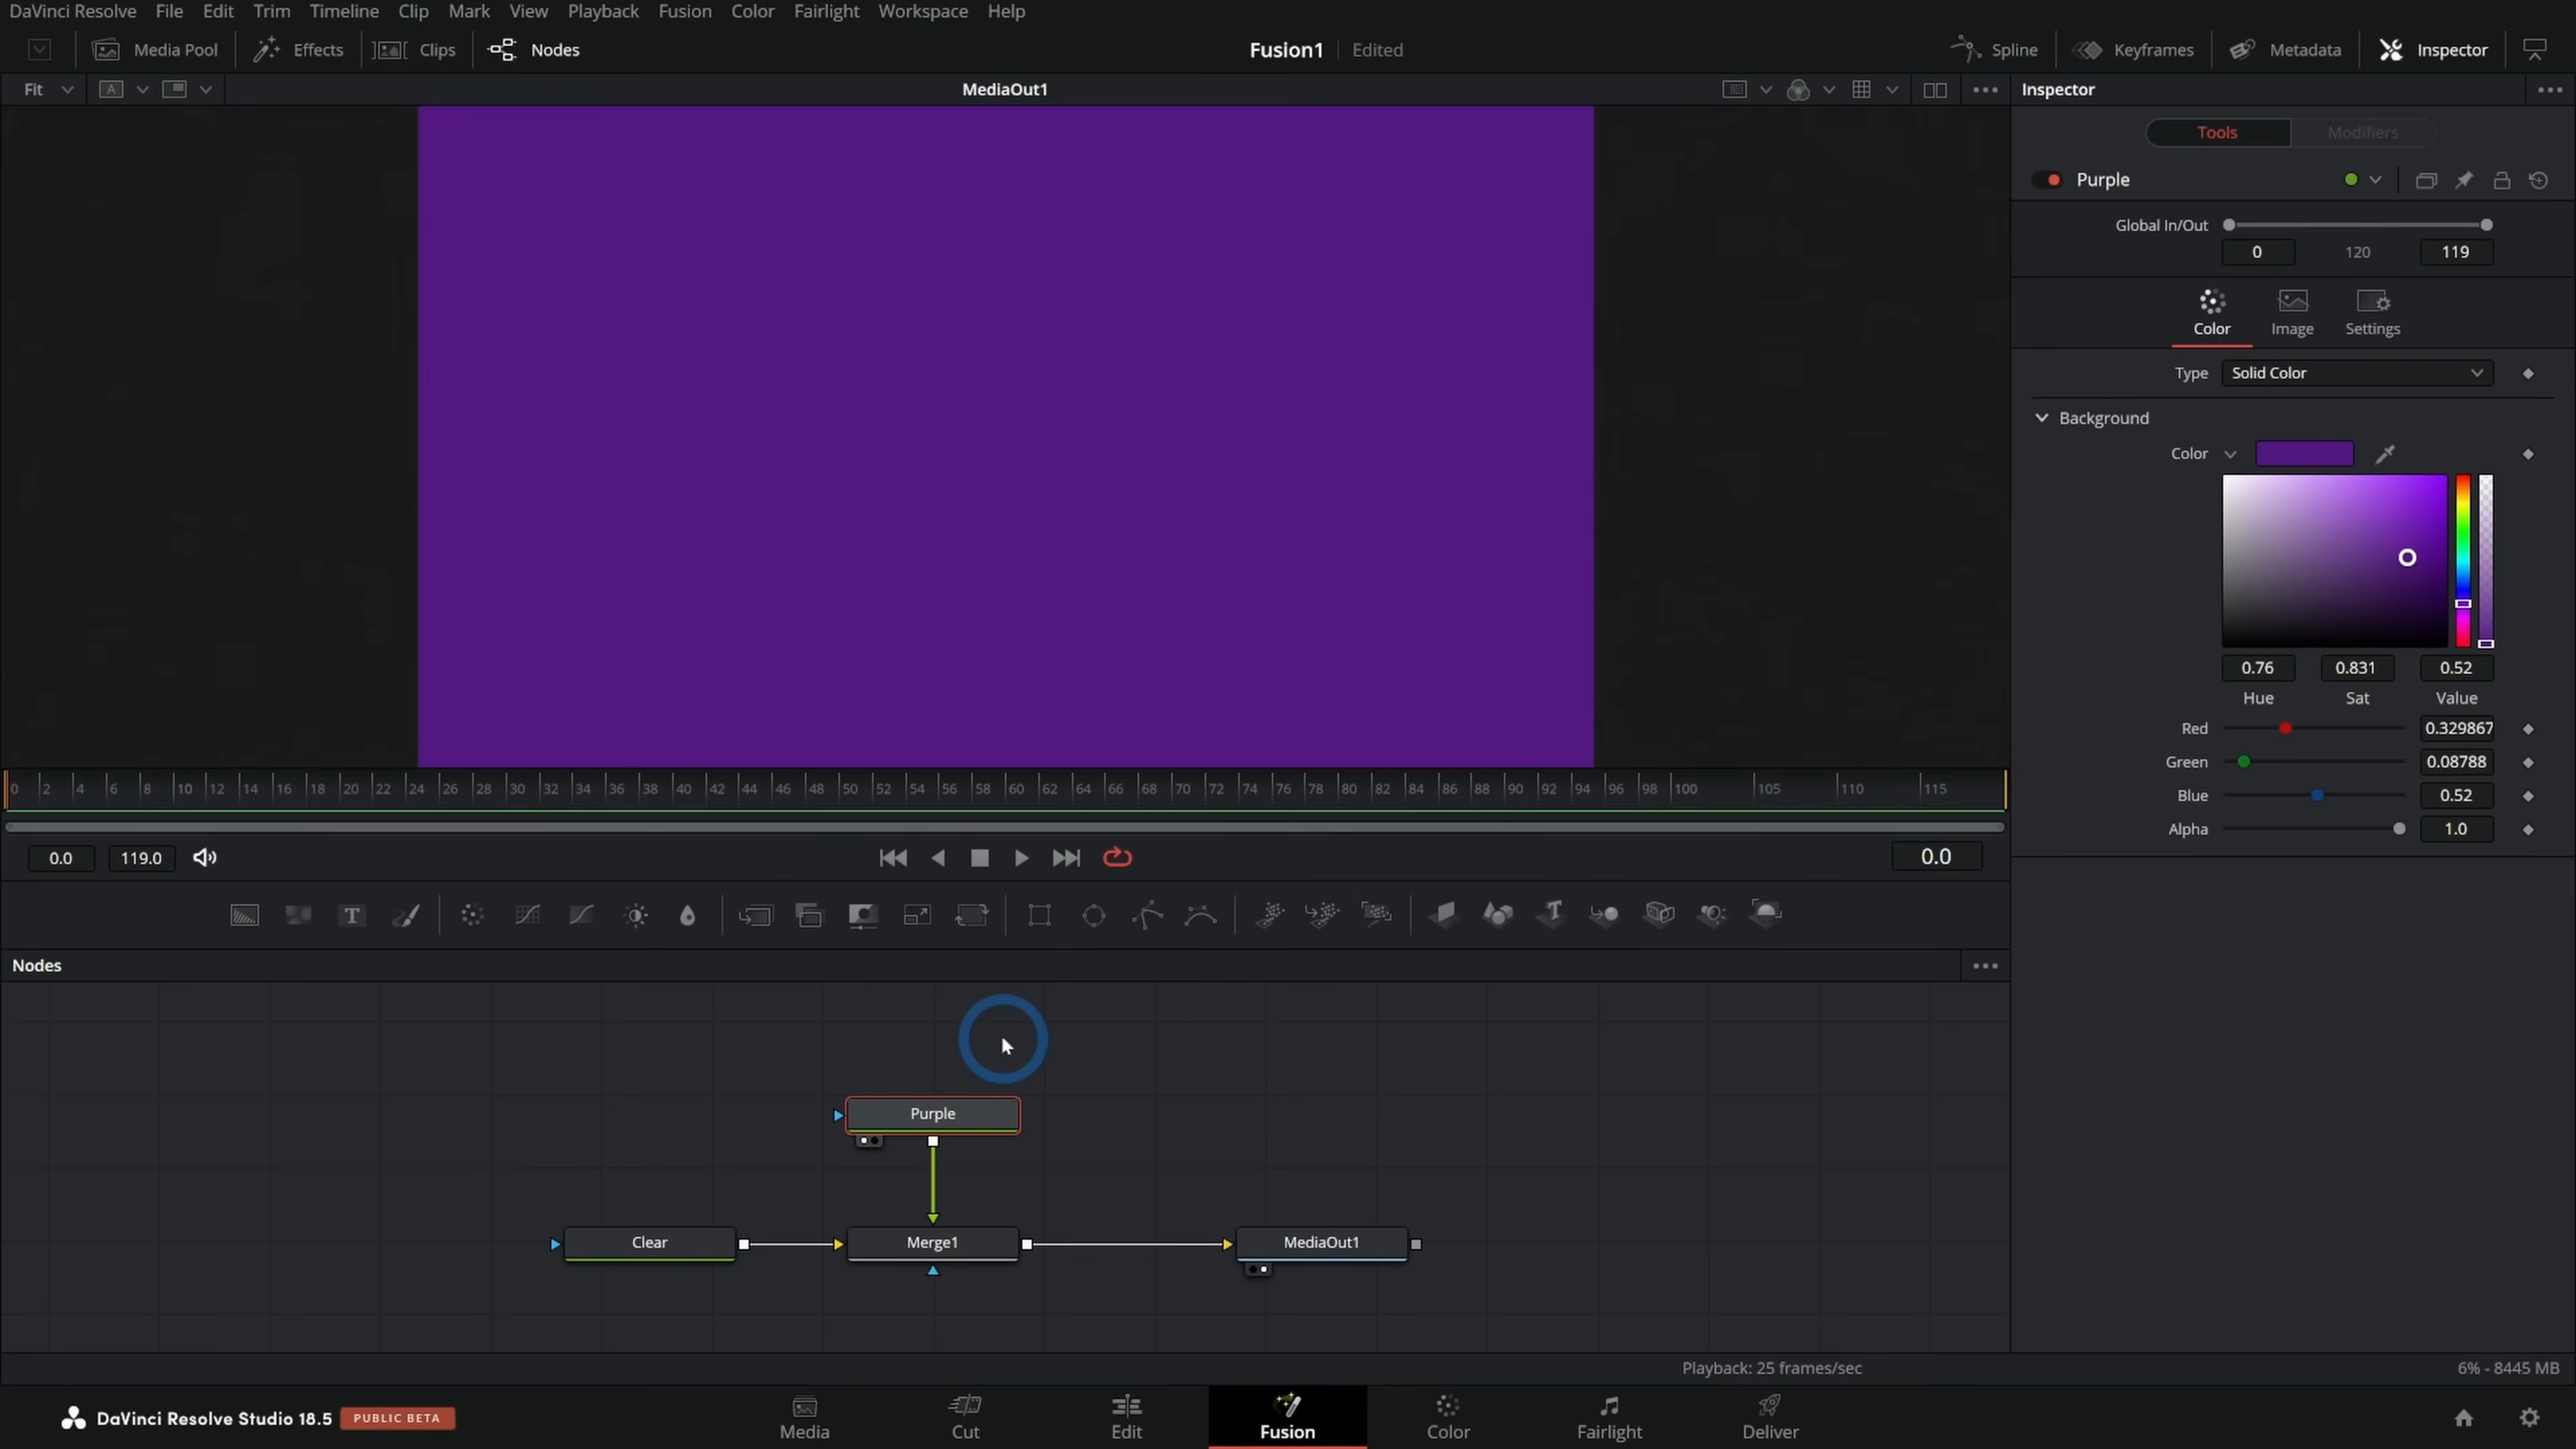 DaVinci Resolve File Edit Trim Timeline Clip Mark View Playback Fusion Color Fairlight Workspace Help
Media Pool Effects Clips Nodes Fusion1 Edited Spline Keyframes Metadata Inspector
Fit A MediaOut1 Inspector
Tools Modifiers
Purple
Global In/Out
0 120 119
Color Image Settings
Type Solid Color
Background
Color
0.76 0.831 0.52
Hue Sat Value
Red 0.329867
Green 0.08788
Blue 0.52
Alpha 1.0
0 2 4 6 8 10 12 14 16 18 20 22 24 26 28 30 32 34 36 38 40 42 44 46 48 50 52 54 56 58 60 62 64 66 68 70 72 74 76 78 80 82 84 86 88 90 92 94 96 98 100 105 110 115
0.0 119.0 0.0
T
Nodes
Purple
Clear Merge1 MediaOut1
Playback: 25 frames/sec 6% - 8445 MB
DaVinci Resolve Studio 18.5 PUBLIC BETA Media Cut Edit Fusion Color Fairlight Deliver